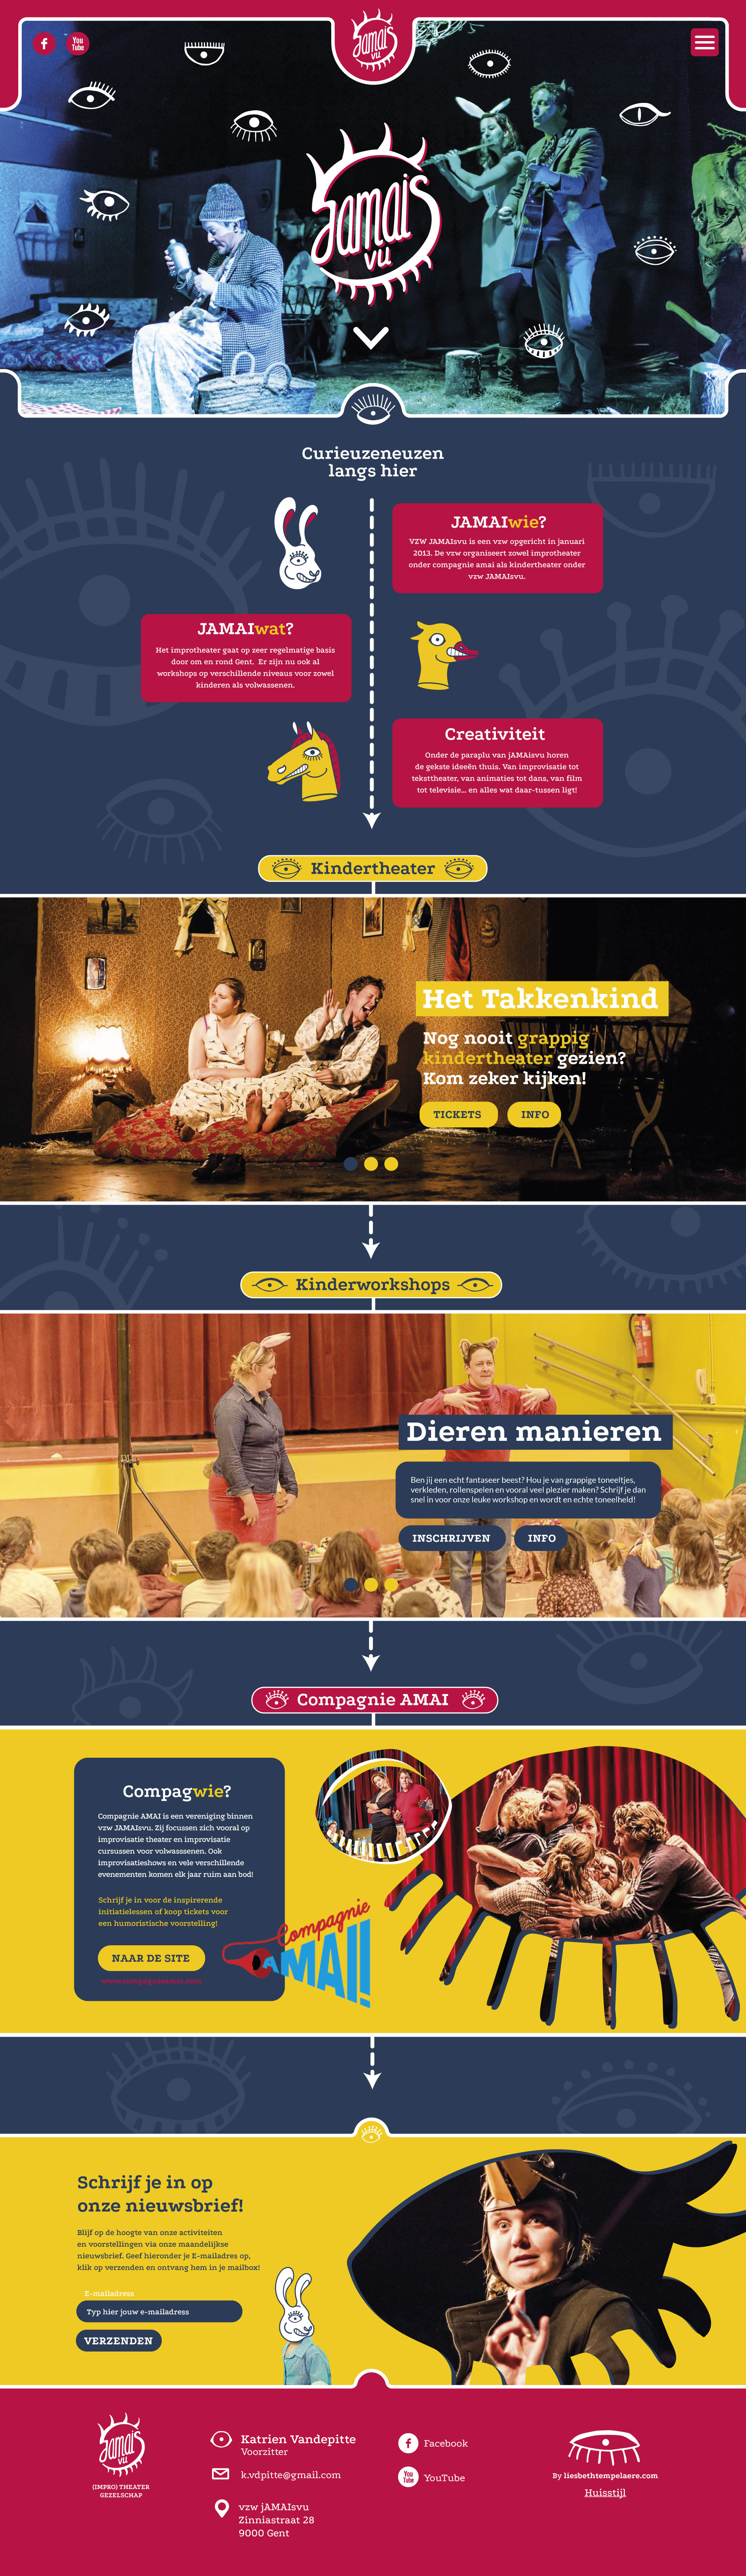 You
Tube
Jamais
vu
Jamais
vu
Curieuzeneuzen
langs hier
JAMAIwie?
VZW JAMAIsvu is een vzw opgericht in januari
2013. De vzw organiseert zowel improtheater
onder compagnie amai als kindertheater onder
vzw JAMAIsvu.
JAMAIwat?
Het improtheater gaat op zeer regelmatige basis
door om en rond Gent. Er zijn nu ook al
workshops op verschillende niveaus voor zowel
kinderen als volwassenen.
Creativiteit
Onder de paraplu van jAMAisvu horen
de gekste ideeën thuis. Van improvisatie tot
teksttheater, van animaties tot dans, van film
tot televisie... en alles wat daar-tussen ligt!
Kindertheater
Het Takkenkind
Nog nooit grappig
kindertheater gezien?
Kom zeker kijken!
TICKETS
INFO
Kinderworkshops
Dieren manieren
Ben jij een echt fantaseer beest? Hou je van grappige toneeltjes,
verkleden, rollenspelen en vooral veel plezier maken? Schrijf je dan
snel in voor onze leuke workshop en wordt en echte toneelheld!
INSCHRIJVEN
INFO
Compagnie AMAI
Compagwie?
Compagnie AMAI is een vereniging binnen
vzw JAMAIsvu. Zij focussen zich vooral op
improvisatie theater en improvisatie
cursussen voor volwasssenen. Ook
improvisatieshows en vele verschillende
evenementen komen elk jaar ruim aan bod!
Schrijf je in voor de inspirerende
initiatielessen of koop tickets voor
een humoristische voorstelling!
NAAR DE SITE
www.compagnieamai.com
Compagnie
AMAI!
Schrijf je in op
onze nieuwsbrief!
Blijf op de hoogte van onze activiteiten
en voorstellingen via onze maandelijkse
nieuwsbrief. Geef hieronder je E-mailadres op,
klik op verzenden en ontvang hem in je mailbox!
E-mailadress
Typ hier jouw e-mailadress
VERZENDEN
Jamais
vu
(IMPRO) THEATER
GEZELSCHAP
Katrien Vandepitte
Voorzitter
k.vdpitte@gmail.com
vzw jAMAIsvu
Zinniastraat 28
9000 Gent
Facebook
You
Tube
YouTube
By liesbethtempelaere.com
Huisstijl